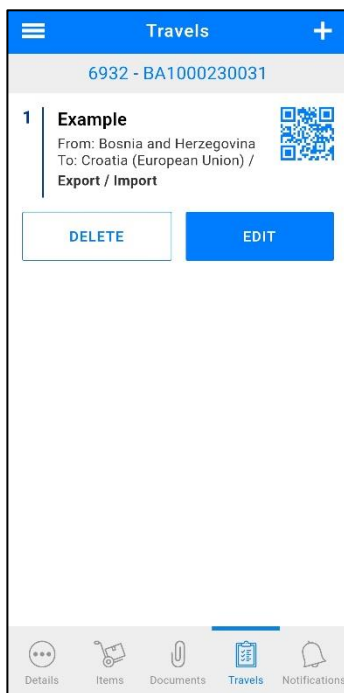 Travels
6932 - BA1000230031
1
Example
From: Bosnia and Herzegovina
To: Croatia (European Union) /
Export / Import
DELETE
EDIT
Details
Items
Documents
Travels
Notifications